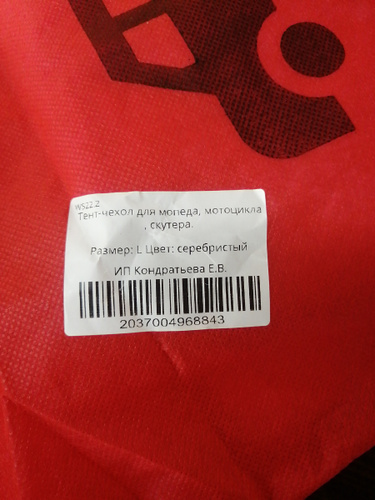 WS22.2
Тент-чехол для мопеда, мотоцикла
, скутера.
Размер: L Цвет: серебристый
ИП Кондратьева Е.В.
2037004968843